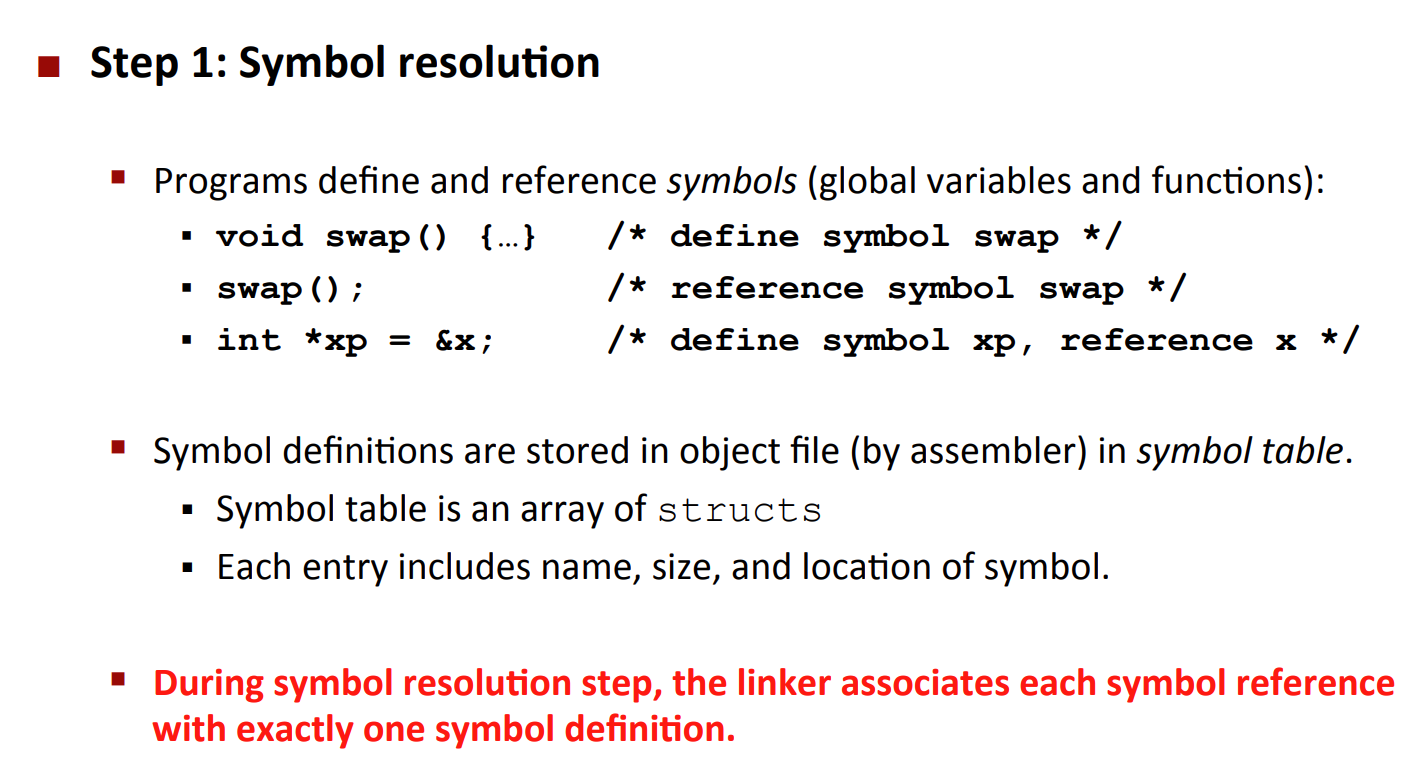 Step 1: Symbol resolution
Programs define and reference symbols (global variables and functions):
void swap() {…} /* define symbol swap */
swap(); /* reference symbol swap */
int *xp = &x; /* define symbol xp, reference x */
Symbol definitions are stored in object file (by assembler) in symbol table.
Symbol table is an array of structs
Each entry includes name, size, and location of symbol.
During symbol resolution step, the linker associates each symbol reference
with exactly one symbol definition.